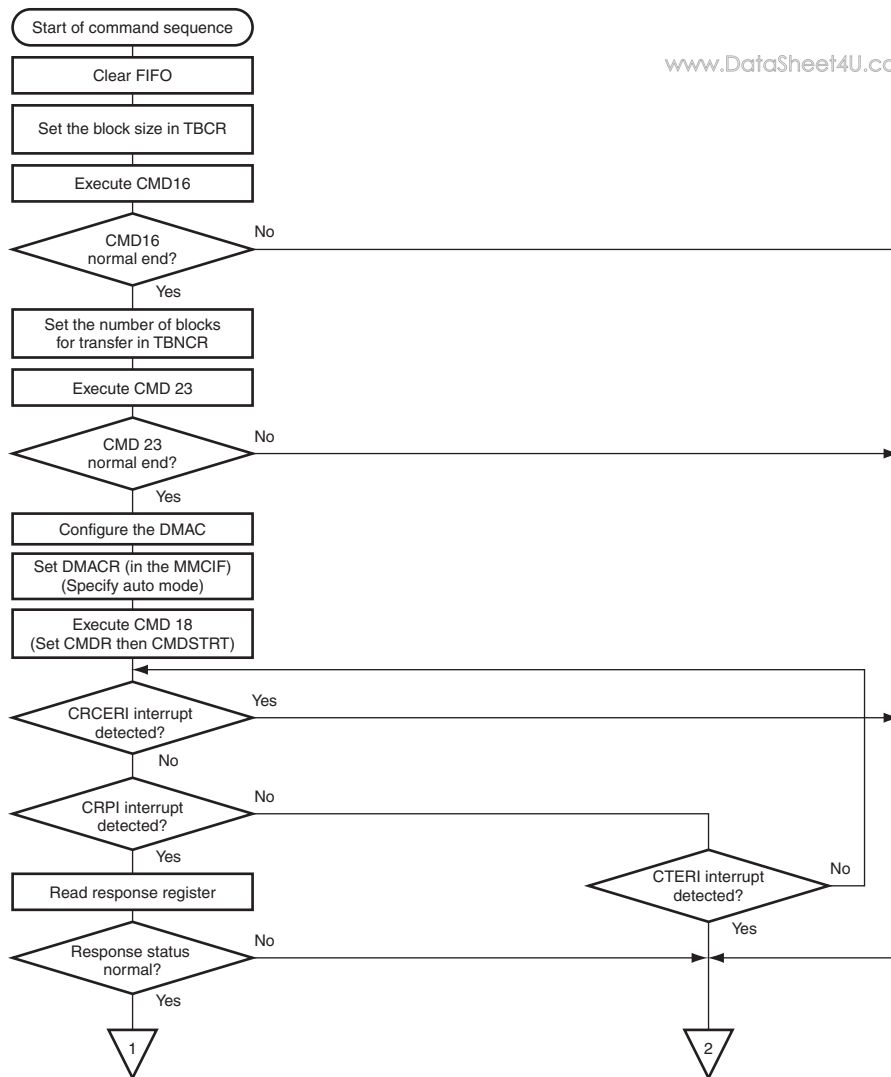 Start of command sequence
www.DataSheet4U.co
Clear FIFO
Set the block size in TBCR
Execute CMD16
CMD16
normal end?
No
Yes
Set the number of blocks
for transfer in TBNCR
Execute CMD 23
CMD 23
normal end?
No
Yes
Configure the DMAC
Set DMACR (in the MMCIF)
(Specify auto mode)
Execute CMD 18
(Set CMDR then CMDSTRT)
CRCERI interrupt
detected?
Yes
No
CRPI interrupt
detected?
No
Yes
CTERI interrupt
detected?
No
Yes
Read response register
Response status
normal?
No
Yes
1
2